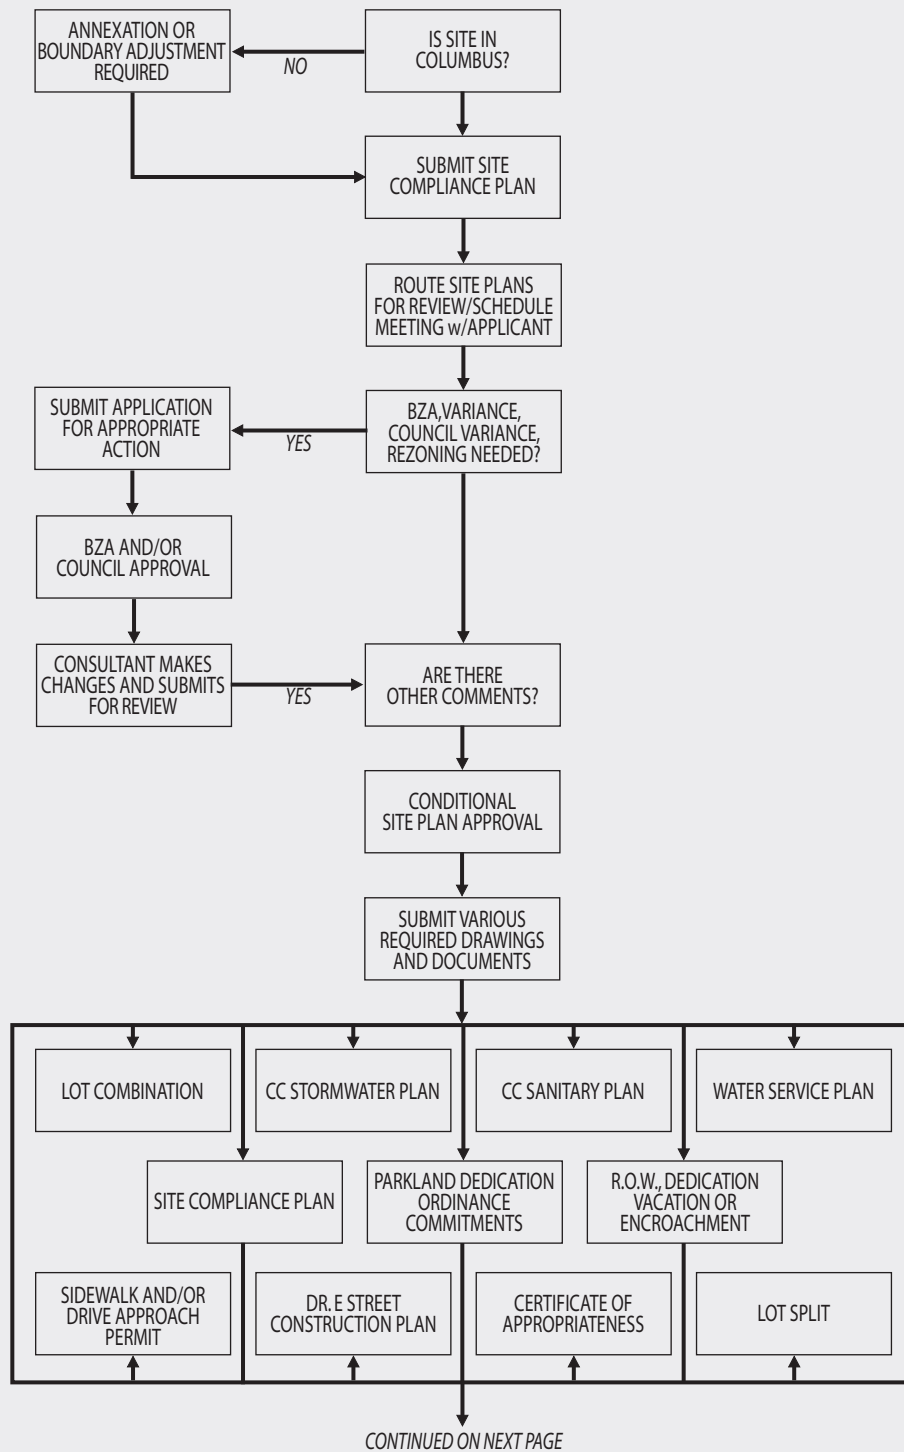 ANNEXATION OR
BOUNDARY ADJUSTMENT
REQUIRED
NO
IS SITE IN
COLUMBUS?
SUBMIT SITE
COMPLIANCE PLAN
ROUTE SITE PLANS
FOR REVIEW/SCHEDULE
MEETING w/APPLICANT
SUBMIT APPLICATION
FOR APPROPRIATE
ACTION
YES
BZA,VARIANCE,
COUNCIL VARIANCE,
REZONING NEEDED?
BZA AND/OR
COUNCIL APPROVAL
CONSULTANT MAKES
CHANGES AND SUBMITS
FOR REVIEW
YES
ARE THERE
OTHER COMMENTS?
CONDITIONAL
SITE PLAN APPROVAL
SUBMIT VARIOUS
REQUIRED DRAWINGS
AND DOCUMENTS
LOT COMBINATION
CC STORMWATER PLAN
CC SANITARY PLAN
WATER SERVICE PLAN
SITE COMPLIANCE PLAN
PARKLAND DEDICATION
ORDINANCE
COMMITMENTS
R.O.W., DEDICATION
VACATION OR
ENCROACHMENT
SIDEWALK AND/OR
DRIVE APPROACH
PERMIT
DR. E STREET
CONSTRUCTION PLAN
CERTIFICATE OF
APPROPRIATENESS
LOT SPLIT
CONTINUED ON NEXT PAGE